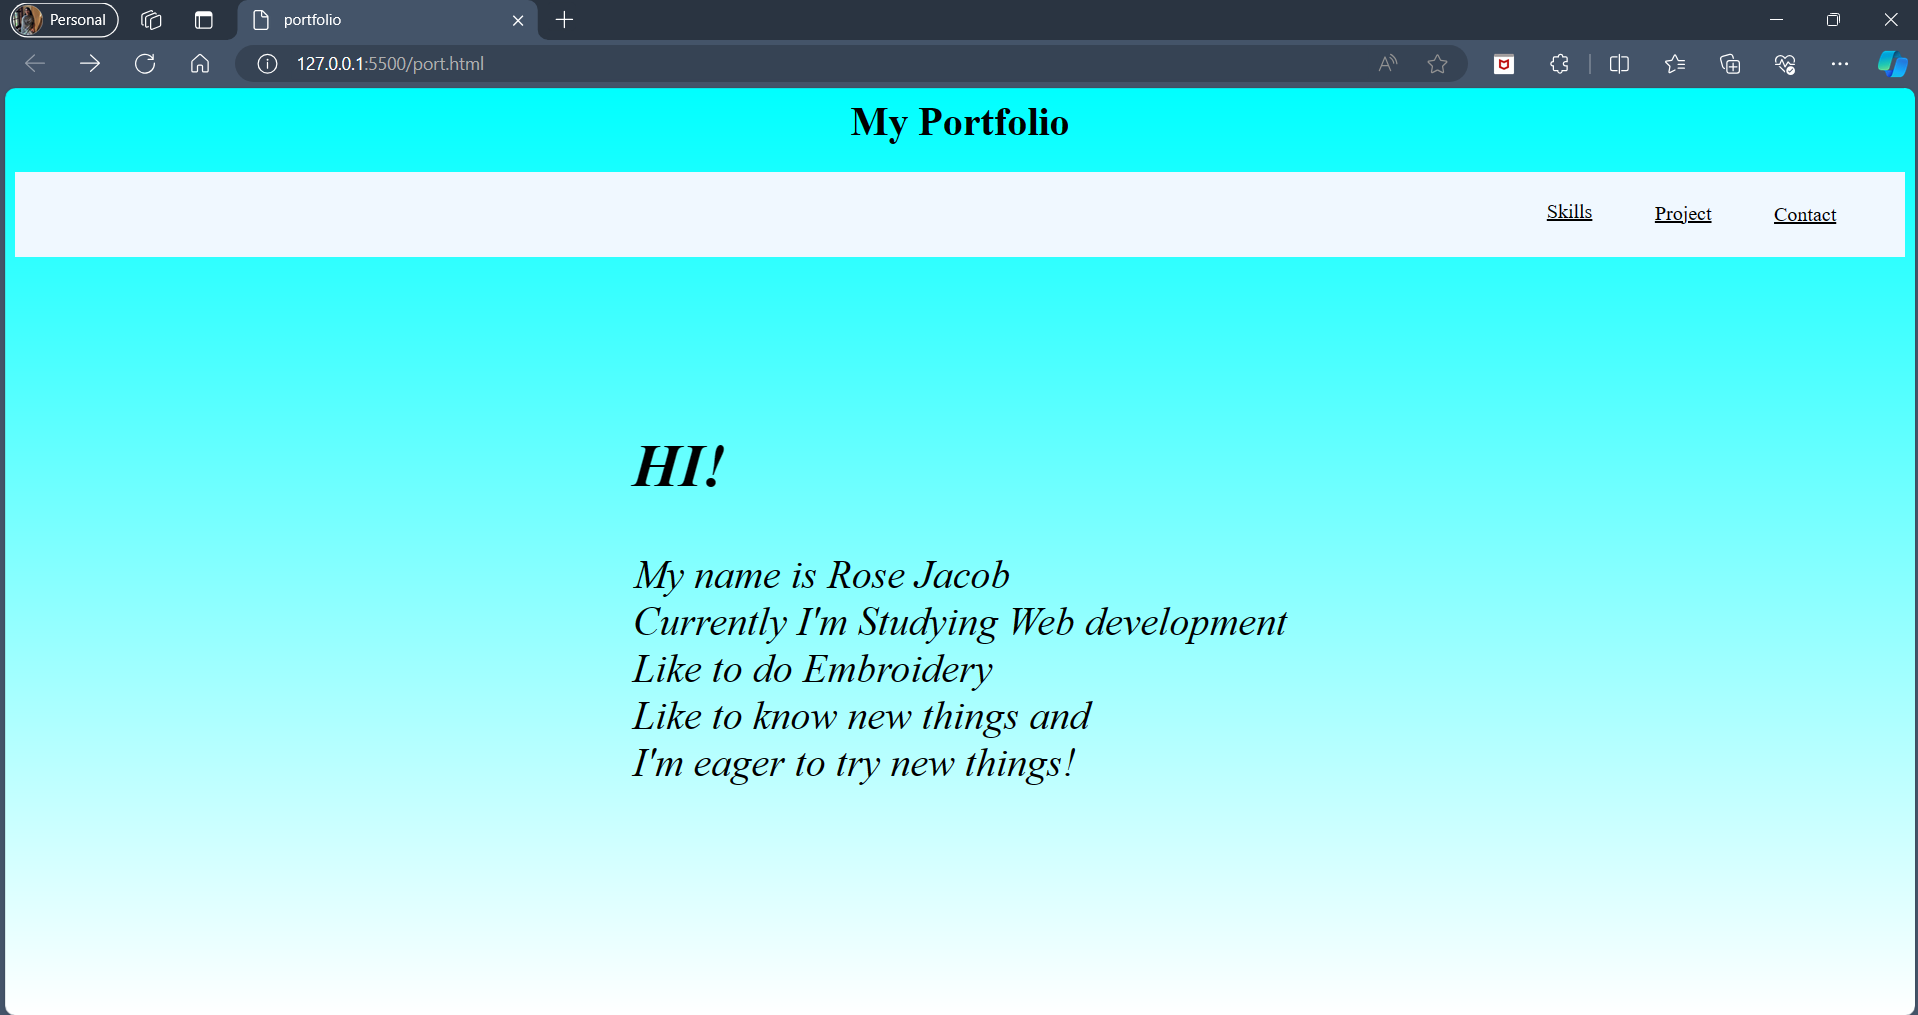 Personal
portfolio
127.0.0.1:5500/port.html
My Portfolio
Skills Project Contact
HI!
My name is Rose Jacob
Currently I'm Studying Web development
Like to do Embroidery
Like to know new things and
I'm eager to try new things!